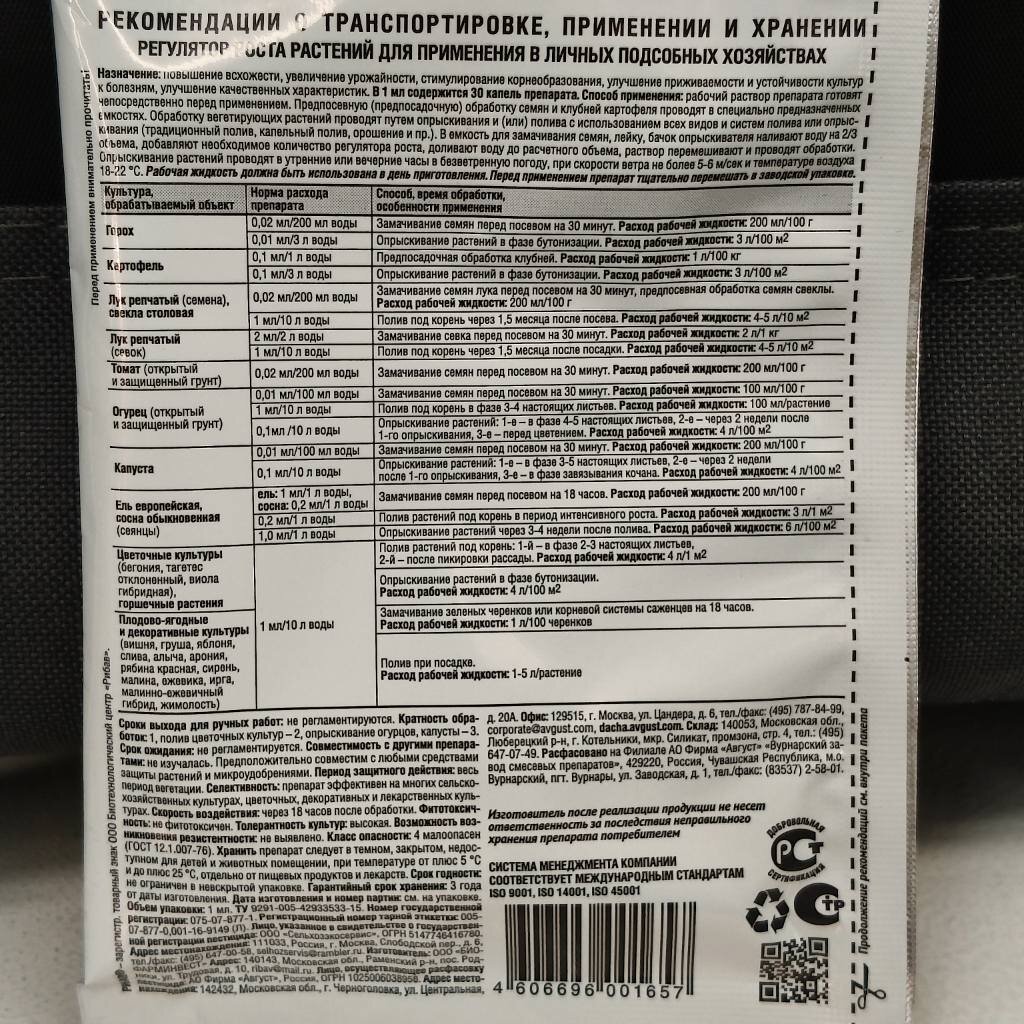 РЕКОМЕНДАЦИИ О ТРАНСПОРТИРОВКЕ, ПРИМЕНЕНИИ И ХРАНЕНИИ
РЕГУЛЯТОР РОСТА РАСТЕНИЙ ДЛЯ ПРИМЕНЕНИЯ В ЛИЧНЫХ ПОДСОБНЫХ ХОЗЯЙСТВАХ
Перед применением внимательно прочитать!
Назначение: повышение всхожести, увеличение урожайности, стимулирование корнеобразования, улучшение приживаемости и устойчивости культур
к болезням, улучшение качественных характеристик. В 1 мл содержится 30 капель препарата. Способ применения: рабочий раствор препарата готовят
непосредственно перед применением. Предпосевную (предпосадочную) обработку семян и клубней картофеля проводят в специально предназначенных
емкостях. Обработку вегетирующих растений проводят путем опрыскивания и (или) полива с использованием всех видов и систем полива или опрыс-
кивания (традиционный полив, капельный полив, орошение и пр.). В емкость для замачивания семян, лейку, бачок опрыскивателя наливают воду на 2/3
объема, добавляют необходимое количество регулятора роста, доливают воду до расчетного объема, раствор перемешивают и проводят обработки.
Опрыскивание растений проводят в утренние или вечерние часы в безветренную погоду, при скорости ветра не более 5-6 м/сек и температуре воздуха
18-22 °С. Рабочая жидкость должна быть использована в день приготовления. Перед применением препарат тщательно перемешать в заводской упаковке.
Культура, обрабатываемый объект Норма расхода препарата Способ, время обработки, особенности применения
Горох 0,02 мл/200 мл воды Замачивание семян перед посевом на 30 минут. Расход рабочей жидкости: 200 мл/100 г
0,01 мл/3 л воды Опрыскивание растений в фазе бутонизации. Расход рабочей жидкости: 3 л/100 м2
Картофель 0,1 мл/1 л воды Предпосадочная обработка клубней. Расход рабочей жидкости: 1 л/100 кг
0,1 мл/3 л воды Опрыскивание растений в фазе бутонизации. Расход рабочей жидкости: 3 л/100 м2
Лук репчатый (семена), свекла столовая 0,02 мл/200 мл воды Замачивание семян лука перед посевом на 30 минут, предпосевная обработка семян свеклы.
Расход рабочей жидкости: 200 мл/100 г
1 мл/10 л воды Полив под корень через 1,5 месяца после посева. Расход рабочей жидкости: 4-5 л/10 м2
Лук репчатый (севок) 2 мл/2 л воды Замачивание севка перед посевом на 30 минут. Расход рабочей жидкости: 2 л/1 кг
1 мл/10 л воды Полив под корень через 1,5 месяца после посадки. Расход рабочей жидкости: 4-5 л/10 м2
Томат (открытый и защищенный грунт) 0,02 мл/200 мл воды Замачивание семян перед посевом на 30 минут. Расход рабочей жидкости: 200 мл/100 г
Огурец (открытый и защищенный грунт) 0,01 мл/100 мл воды Замачивание семян перед посевом на 30 минут. Расход рабочей жидкости: 100 мл/100 г
1 мл/10 л воды Полив под корень в фазе 3-4 настоящих листьев. Расход рабочей жидкости: 100 мл/растение
0,1мл /10 л воды Опрыскивание растений: 1-е – в фазе 4-5 настоящих листьев, 2-е – через 2 недели после
1-го опрыскивания, 3-е – перед цветением. Расход рабочей жидкости: 4 л/100 м2
Капуста 0,01 мл/100 мл воды Замачивание семян перед посевом на 30 минут. Расход рабочей жидкости: 200 мл/100 г
0,1 мл/10 л воды Опрыскивание растений: 1-е – в фазе 3-5 настоящих листьев, 2-е – через 2 недели
после 1-го опрыскивания, 3-е – в фазе завязывания кочана. Расход рабочей жидкости: 4 л/100 м2
Ель европейская, сосна обыкновенная (сеянцы) ель: 1 мл/1 л воды, сосна: 0,2 мл/1 л воды Замачивание семян перед посевом на 18 часов. Расход рабочей жидкости: 200 мл/100 г
0,2 мл/1 л воды Полив растений под корень в период интенсивного роста. Расход рабочей жидкости: 3 л/1 м2
1,0 мл/1 л воды Опрыскивание растений через 3-4 недели после полива. Расход рабочей жидкости: 6 л/100 м2
Цветочные культуры
(бегония, тагетес
отклоненный, виола
гибридная),
горшечные растения
1 мл/10 л воды
Полив растений под корень: 1-й – в фазе 2-3 настоящих листьев,
2-й – после пикировки рассады. Расход рабочей жидкости: 4 л/1 м2
Опрыскивание растений в фазе бутонизации.
Расход рабочей жидкости: 4 л/100 м2
Плодово-ягодные
и декоративные культуры
(вишня, груша, яблоня,
слива, алыча, арония,
рябина красная, сирень,
малина, ежевика, ирга,
малинно-ежевичный
гибрид, жимолость)
Замачивание зеленых черенков или корневой системы саженцев на 18 часов.
Расход рабочей жидкости: 1 л/100 черенков
Полив при посадке.
Расход рабочей жидкости: 1-5 л/растение
Сроки выхода для ручных работ: не регламентируются. Кратность обра-
боток: 1, полив цветочных культур – 2, опрыскивание огурцов, капусты – 3.
Срок ожидания: не регламентируется. Совместимость с другими препара-
тами: не изучалась. Предположительно совместим с любыми средствами
защиты растений и микроудобрениями. Период защитного действия: весь
период вегетации. Селективность: препарат эффективен на многих сельско-
хозяйственных культурах, цветочных, декоративных и лекарственных куль-
турах. Скорость воздействия: через 18 часов после обработки. Фитотоксич-
ность: не фитотоксичен. Толерантность культур: высокая. Возможность воз-
никновения резистентности: не выявлено. Класс опасности: 4 малоопасен
(ГОСТ 12.1.007-76). Хранить препарат следует в темном, закрытом, недос-
тупном для детей и животных помещении, при температуре от плюс 5 °С
и до плюс 25 °С, отдельно от пищевых продуктов и лекарств. Срок годности:
не ограничен в невскрытой упаковке. Гарантийный срок хранения: 3 года
от даты изготовления. Дата изготовления и номер партии: см. на упаковке.
Объем упаковки: 1 мл. ТУ 9291-005-42933533-15. Номер государственной
регистрации: 075-07-877-1. Регистрационный номер тарной этикетки: 005-
07-877-0,001-16-9149 (Л). Лицо, указанное в свидетельстве о государствен-
ной регистрации пестицида: ООО «Сельхозэкосервис», ОГРН 5147746416780.
Адрес местонахождения: 111033, Россия, г. Москва, Слободской пер., д. 6,
тел./факс: (495) 647-00-58, selhozservis@rambler.ru. Изготовитель: ООО «БИО-
ФАРМИНВЕСТ» Адрес: 140143, Московская обл., Раменский р-н, пос. Род-
ники, ул. Трудовая, д. 10, ribav@mail.ru. Лицо, осуществляющее расфасовку
пестицида: АО Фирма «Август», Россия, ОГРН 1025006038958. Адрес место-
нахождения: 142432, Московская обл., г. Черноголовка, ул. Центральная,
д. 20А. Офис: 129515, г. Москва, ул. Цандера, д. 6, тел./факс: (495) 787-84-99,
corporate@avgust.com, dacha.avgust.com. Склад: 140053, Московская обл.,
Люберецкий р-н, г. Котельники, мкр. Силикат, промзона, стр. 4, тел.: (495)
647-07-49. Расфасовано на Филиале АО Фирма «Август» «Вурнарский за-
вод смесевых препаратов», 429220, Россия, Чувашская Республика, м.о.
Вурнарский, пгт. Вурнары, ул. Заводская, д. 1, тел./факс: (83537) 2-58-01.
Изготовитель после реализации продукции не несет
ответственность за последствия неправильного
хранения препарата потребителем
СИСТЕМА МЕНЕДЖМЕНТА КОМПАНИИ
СООТВЕТСТВУЕТ МЕЖДУНАРОДНЫМ СТАНДАРТАМ
ISO 9001, ISO 14001, ISO 45001
ДОБРОВОЛЬНАЯ
РСТ
СЕРТИФИКАЦИЯ
СТР
4 606696 001657
Рибав – зарегистр. товарный знак ООО Биотехнологический центр «Рибав».
Продолжение рекомендаций см. внутри пакета